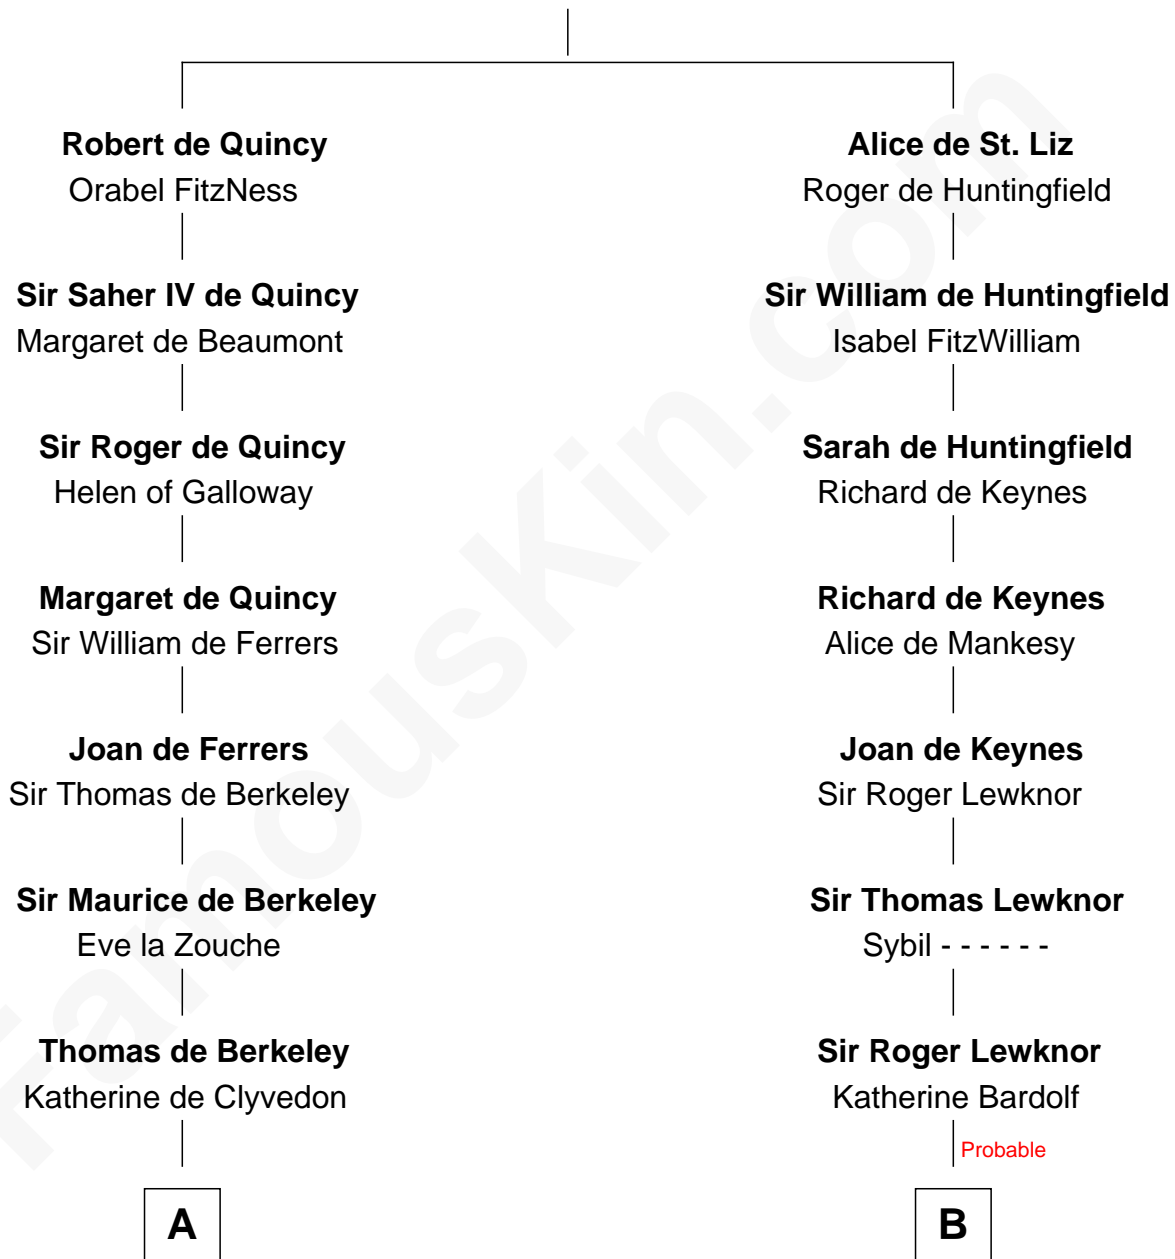 Robert de Quincy
Orabel FitzNess
Sir Saher IV de Quincy
Margaret de Beaumont
Sir Roger de Quincy
Helen of Galloway
Margaret de Quincy
Sir William de Ferrers
Joan de Ferrers
Sir Thomas de Berkeley
Sir Maurice de Berkeley
Eve la Zouche
Thomas de Berkeley
Katherine de Clyvedon
A
Alice de St. Liz
Roger de Huntingfield
Sir William de Huntingfield
Isabel FitzWilliam
Sarah de Huntingfield
Richard de Keynes
Richard de Keynes
Alice de Mankesy
Joan de Keynes
Sir Roger Lewknor
Sir Thomas Lewknor
Sybil - - - - - -
Sir Roger Lewknor
Katherine Bardolf
Probable
B
FamousKin.com